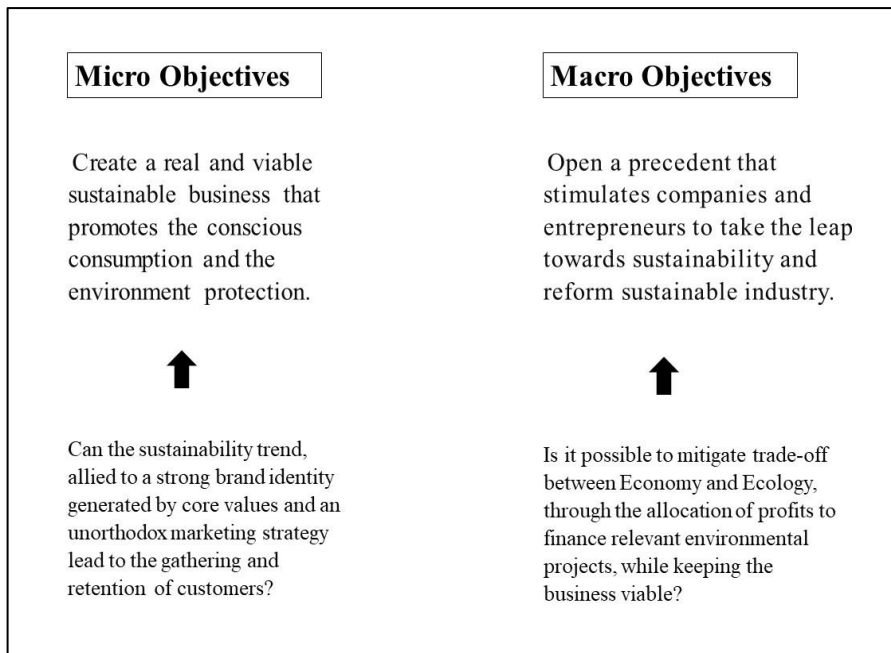 Micro Objectives
Create a real and viable
sustainable business that
promotes the conscious
consumption and the
environment protection.
Can the sustainability trend,
allied to a strong brand identity
generated by core values and an
unorthodox marketing strategy
lead to the gathering and
retention of customers?
Macro Objectives
Open a precedent that
stimulates companies and
entrepreneurs to take the leap
towards sustainability and
reform sustainable industry.
Is it possible to mitigate trade-off
between Economy and Ecology,
through the allocation of profits to
finance relevant environmental
projects, while keeping the
business viable?